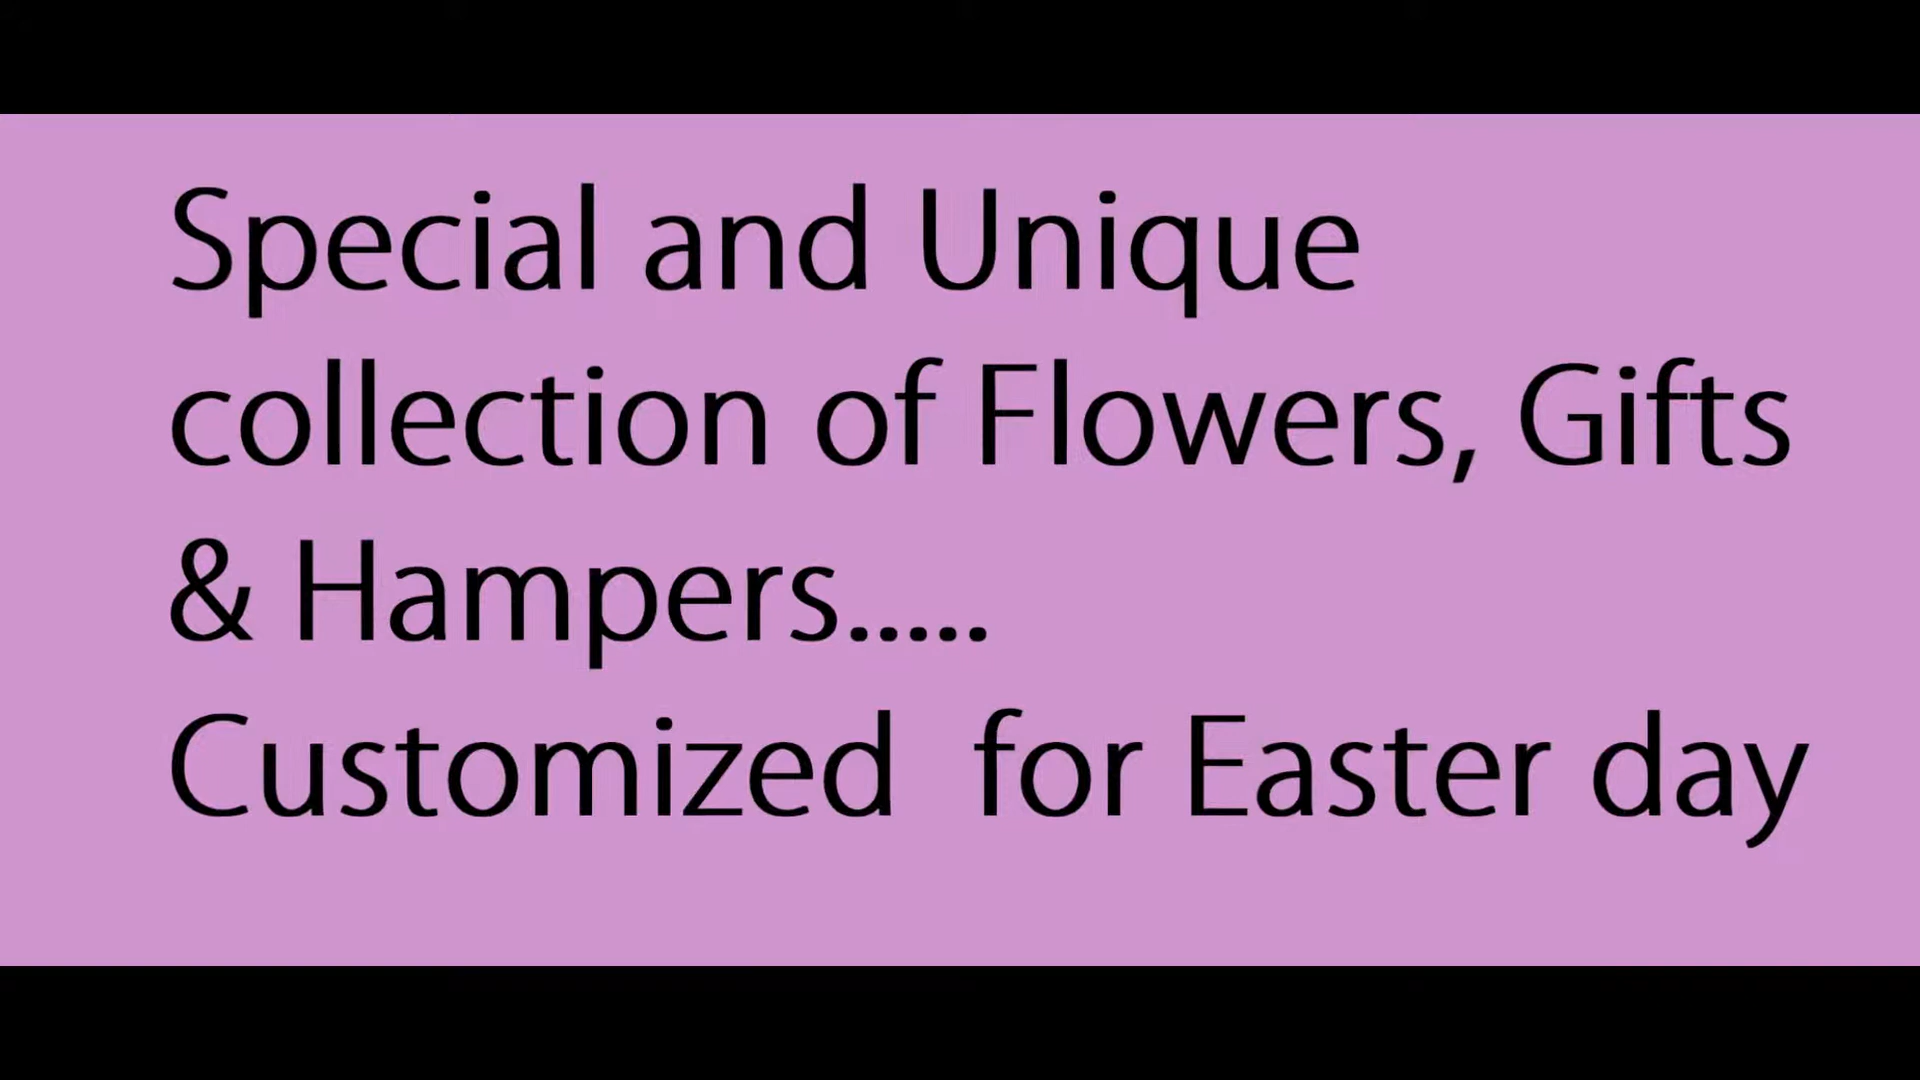 Special and Unique
collection of Flowers, Gifts
& Hampers.....
Customized  for Easter day